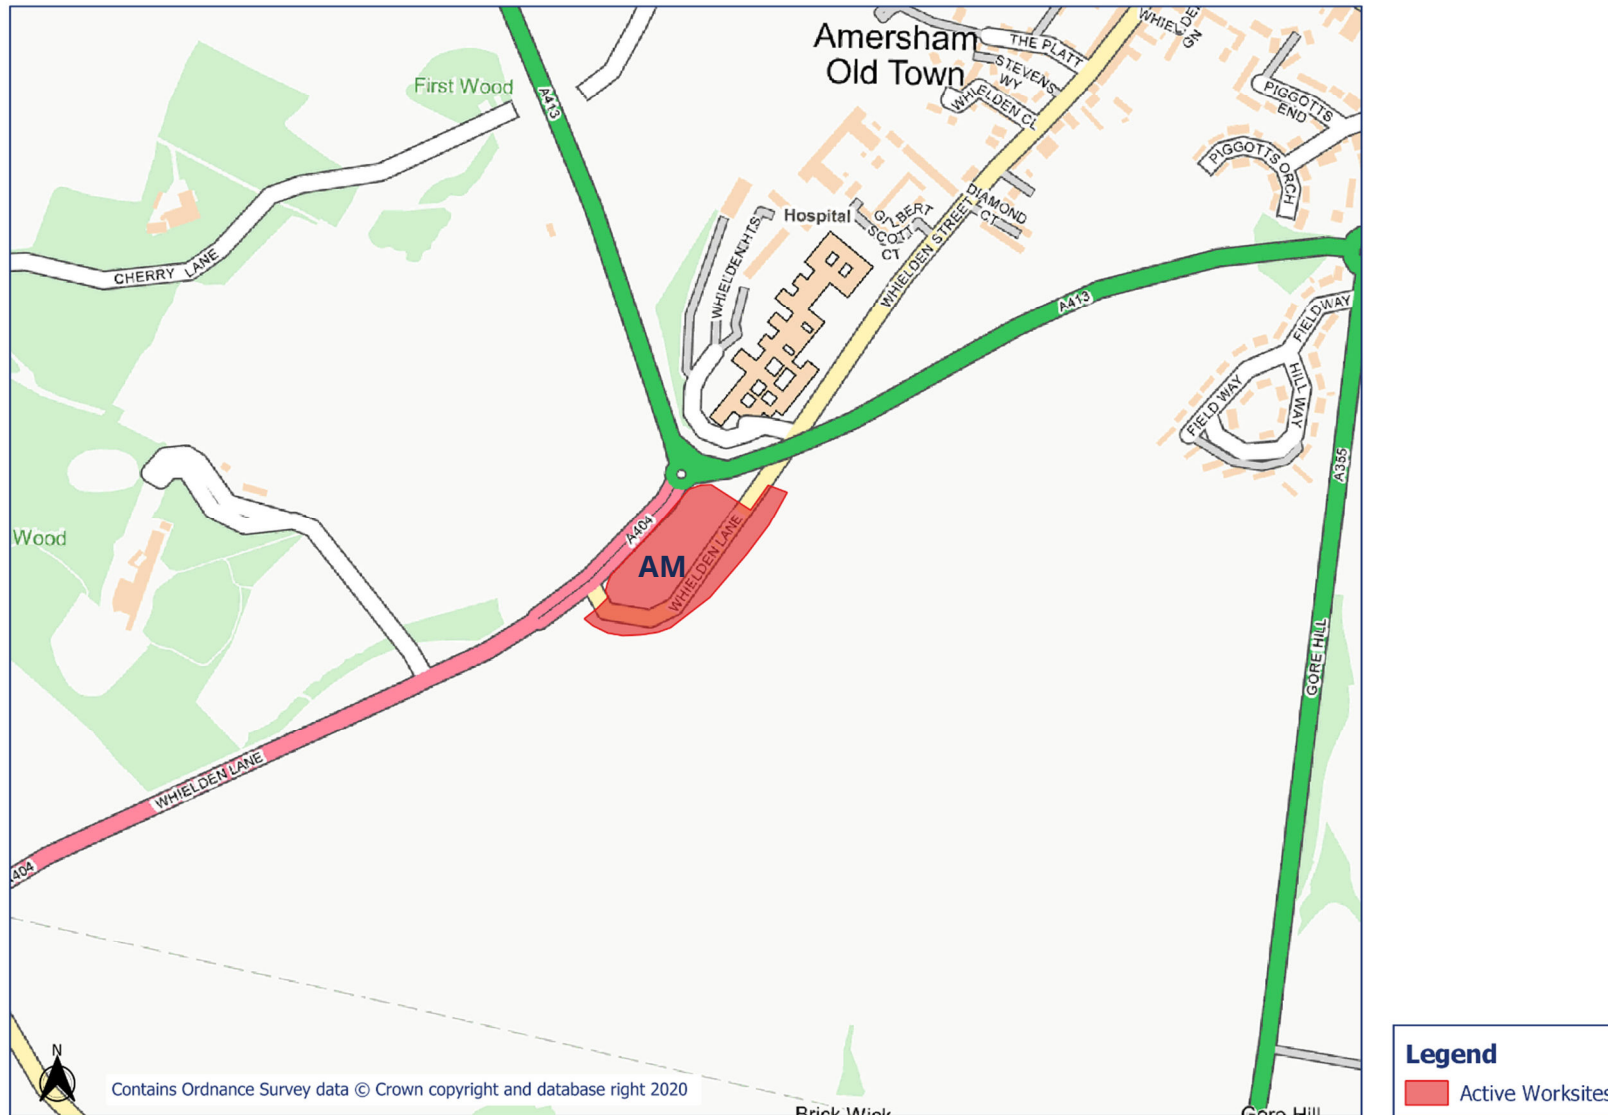 WHIELDEN
GN
Amersham
Old Town
THE PLATT
STEVENS
WY
WHIELDEN CL
First Wood
A413
PIGGOTTS
END
PIGGOTTS ORCH
Hospital
GILBERT
SCOTT
CT
DIAMOND
CT
WHIELDEN STREET
WHIELDEN HTS
CHERRY LANE
A413
FIELDWAY
FIELD WAY
HILL WAY
A355
A404
Wood
AM
WHIELDEN LANE
GORE HILL
WHIELDEN LANE
404
N
Contains Ordnance Survey data © Crown copyright and database right 2020
Brick Wick
Gore Hill
Legend
Active Worksites